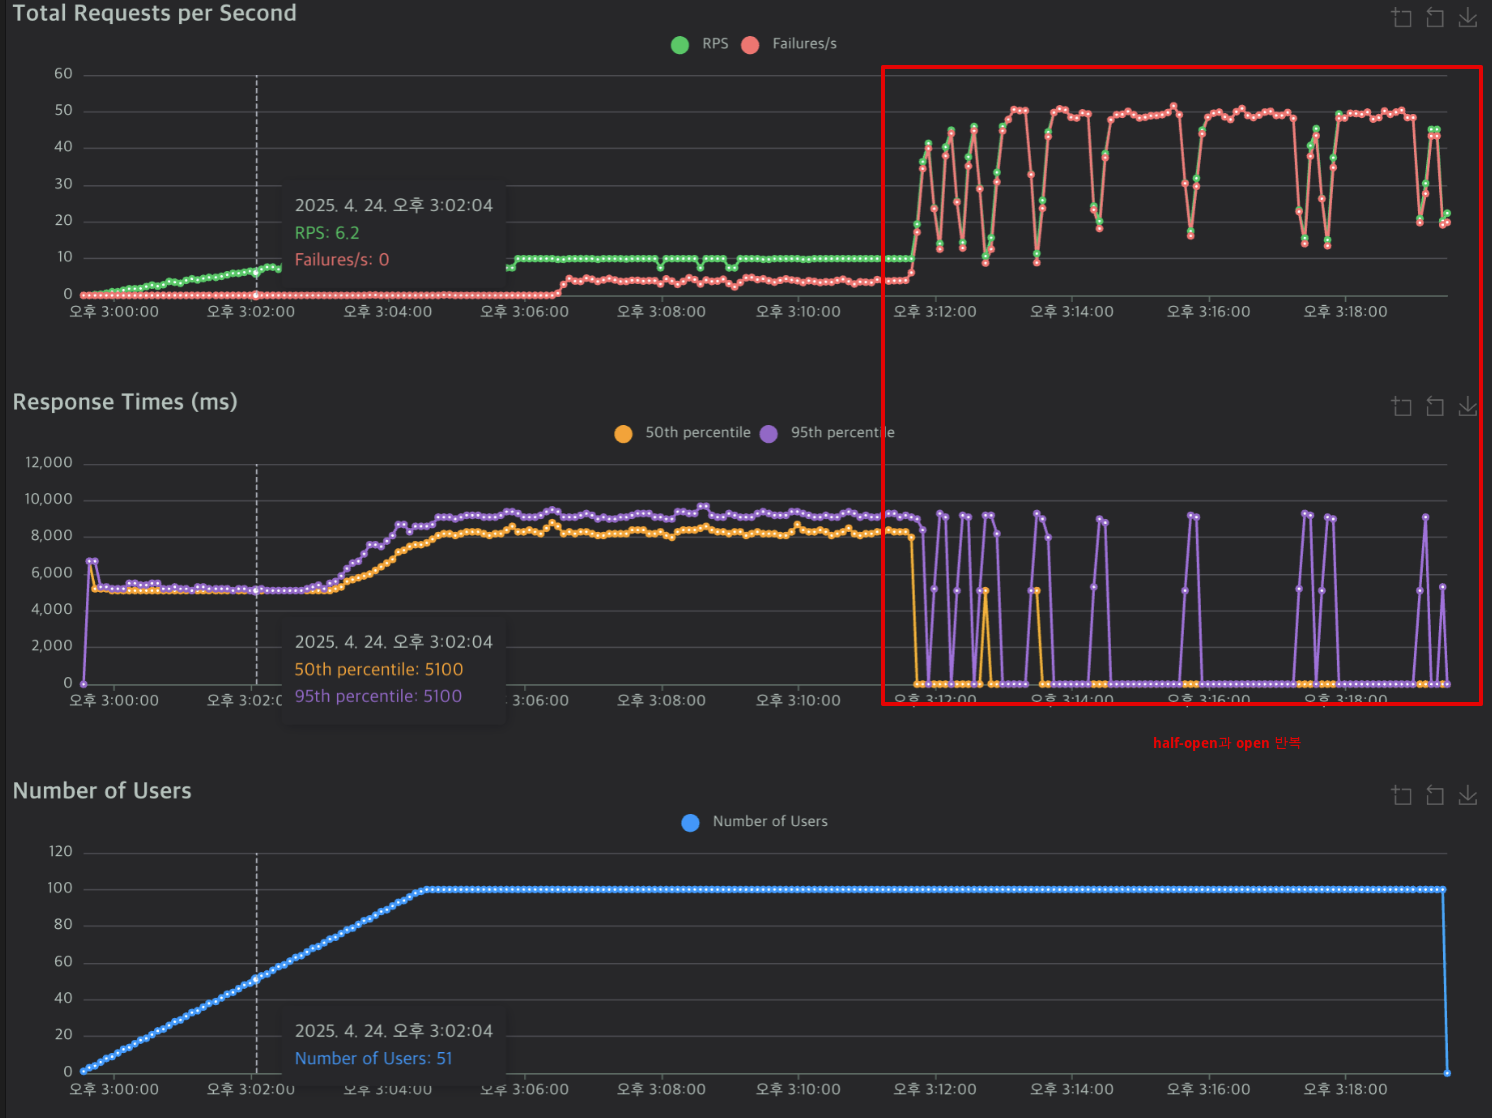 Total Requests per Second
RPS Failures/s
60
50
40
30
20
10
0
2025. 4. 24. 오후 3:02:04
RPS: 6.2
Failures/s: 0
오후 3:00:00 오후 3:02:00 오후 3:04:00 오후 3:06:00 오후 3:08:00 오후 3:10:00 오후 3:12:00 오후 3:14:00 오후 3:16:00 오후 3:18:00
Response Times (ms)
50th percentile 95th percentile
12,000
10,000
8,000
6,000
4,000
2,000
0
2025. 4. 24. 오후 3:02:04
50th percentile: 5100
95th percentile: 5100
오후 3:00:00 오후 3:02:0 3:06:00 오후 3:08:00 오후 3:10:00 오후 3:12:00 오후 3:14:00 오후 3:16:00 오후 3:18:00
half-open과 open 반복
Number of Users
Number of Users
120
100
80
60
40
20
0
2025. 4. 24. 오후 3:02:04
Number of Users: 51
오후 3:00:00 오후 3:02:00 오후 3:04:00 오후 3:06:00 오후 3:08:00 오후 3:10:00 오후 3:12:00 오후 3:14:00 오후 3:16:00 오후 3:18:00